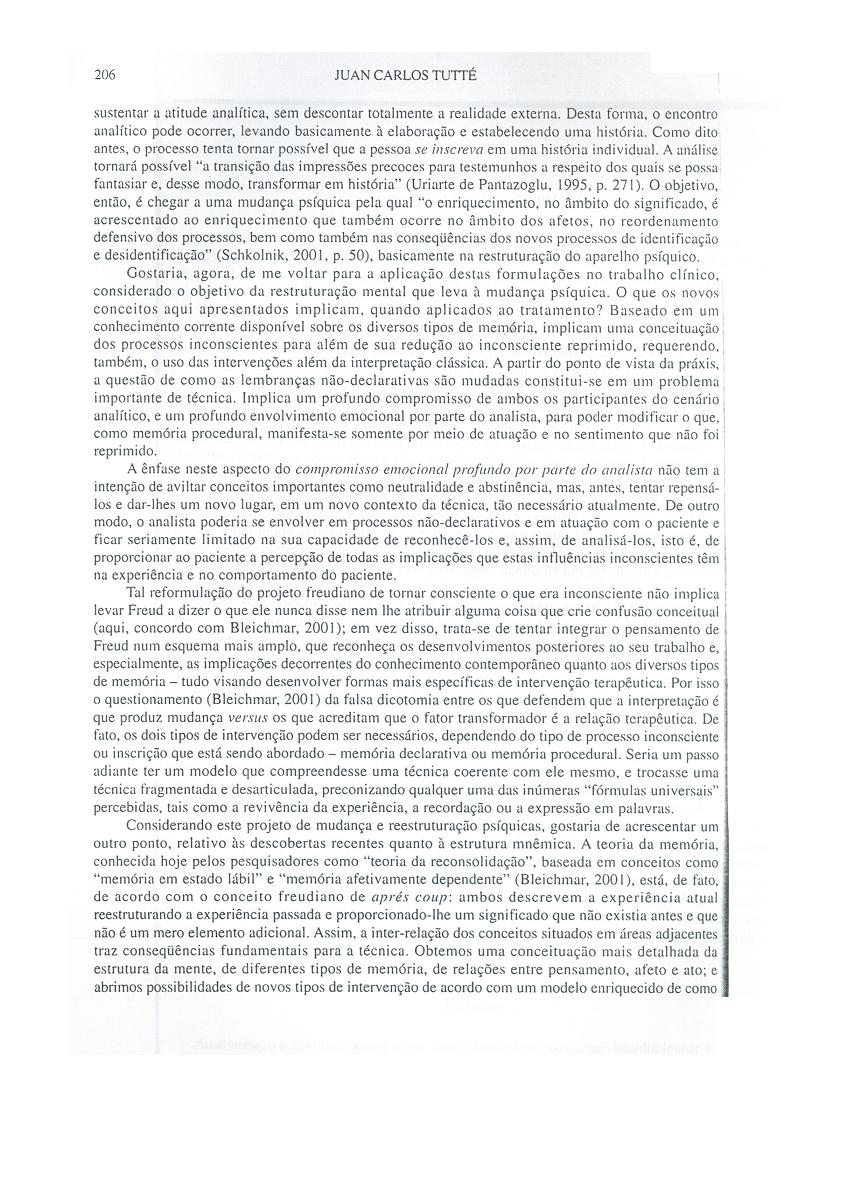 206
JUAN CARLOS TUTTÉ
sustentar a atitude analítica, sem descontar totalmente a realidade externa. Desta forma, o encontro
analítico pode ocorrer, levando basicamente à elaboração e estabelecendo uma história. Como dito
antes, o processo tenta tornar possível que a pessoa se inscreva em uma história individual. A análise
tornará possível “a transição das impressões precoces para testemunhos a respeito dos quais se possa
fantasiar e, desse modo, transformar em história” (Uriarte de Pantazoglu, 1995, p. 271). O objetivo,
então, é chegar a uma mudança psíquica pela qual “o enriquecimento, no âmbito do significado, é
acrescentado ao enriquecimento que também ocorre no âmbito dos afetos, no reordenamento
defensivo dos processos, bem como também nas conseqüências dos novos processos de identificação
e desidentificação” (Schkolnik, 2001, p. 50), basicamente na restruturação do aparelho psíquico.
Gostaria, agora, de me voltar para a aplicação destas formulações no trabalho clínico,
considerado o objetivo da restruturação mental que leva à mudança psíquica. O que os novos
conceitos aqui apresentados implicam, quando aplicados ao tratamento? Baseado em um
conhecimento corrente disponível sobre os diversos tipos de memória, implicam uma conceituação
dos processos inconscientes para além de sua redução ao inconsciente reprimido, requerendo,
também, o uso das intervenções além da interpretação clássica. A partir do ponto de vista da práxis,
a questão de como as lembranças não-declarativas são mudadas constitui-se em um problema
importante de técnica. Implica um profundo compromisso de ambos os participantes do cenário
analítico, e um profundo envolvimento emocional por parte do analista, para poder modificar o que,
como memória procedural, manifesta-se somente por meio de atuação e no sentimento que não foi
reprimido.
A ênfase neste aspecto do compromisso emocional profundo por parte do analista não tem a
intenção de aviltar conceitos importantes como neutralidade e abstinência, mas, antes, tentar repensá-
los e dar-lhes um novo lugar, em um novo contexto da técnica, tão necessário atualmente. De outro
modo, o analista poderia se envolver em processos não-declarativos e em atuação com o paciente e
ficar seriamente limitado na sua capacidade de reconhecê-los e, assim, de analisá-los, isto é, de
proporcionar ao paciente a percepção de todas as implicações que estas influências inconscientes têm
na experiência e no comportamento do paciente.
Tal reformulação do projeto freudiano de tornar consciente o que era inconsciente não implica
levar Freud a dizer o que ele nunca disse nem lhe atribuir alguma coisa que crie confusão conceitual
(aqui, concordo com Bleichmar, 2001); em vez disso, trata-se de tentar integrar o pensamento de
Freud num esquema mais amplo, que reconheça os desenvolvimentos posteriores ao seu trabalho e,
especialmente, as implicações decorrentes do conhecimento contemporâneo quanto aos diversos tipos
de memória – tudo visando desenvolver formas mais específicas de intervenção terapêutica. Por isso
o questionamento (Bleichmar, 2001) da falsa dicotomia entre os que defendem que a interpretação é
que produz mudança versus os que acreditam que o fator transformador é a relação terapêutica. De
fato, os dois tipos de intervenção podem ser necessários, dependendo do tipo de processo inconsciente
ou inscrição que está sendo abordado – memória declarativa ou memória procedural. Seria um passo
adiante ter um modelo que compreendesse uma técnica coerente com ele mesmo, e trocasse uma
técnica fragmentada e desarticulada, preconizando qualquer uma das inúmeras “fórmulas universais”
percebidas, tais como a revivência da experiência, a recordação ou a expressão em palavras.
Considerando este projeto de mudança e reestruturação psíquicas, gostaria de acrescentar um
outro ponto, relativo às descobertas recentes quanto à estrutura mnêmica. A teoria da memória,
conhecida hoje pelos pesquisadores como “teoria da reconsolidação”, baseada em conceitos como
“memória em estado lábil” e “memória afetivamente dependente” (Bleichmar, 2001), está, de fato,
de acordo com o conceito freudiano de aprés coup: ambos descrevem a experiência atual
reestruturando a experiência passada e proporcionado-lhe um significado que não existia antes e que
não é um mero elemento adicional. Assim, a inter-relação dos conceitos situados em áreas adjacentes
traz conseqüências fundamentais para a técnica. Obtemos uma conceituação mais detalhada da
estrutura da mente, de diferentes tipos de memória, de relações entre pensamento, afeto e ato; e
abrimos possibilidades de novos tipos de intervenção de acordo com um modelo enriquecido de como